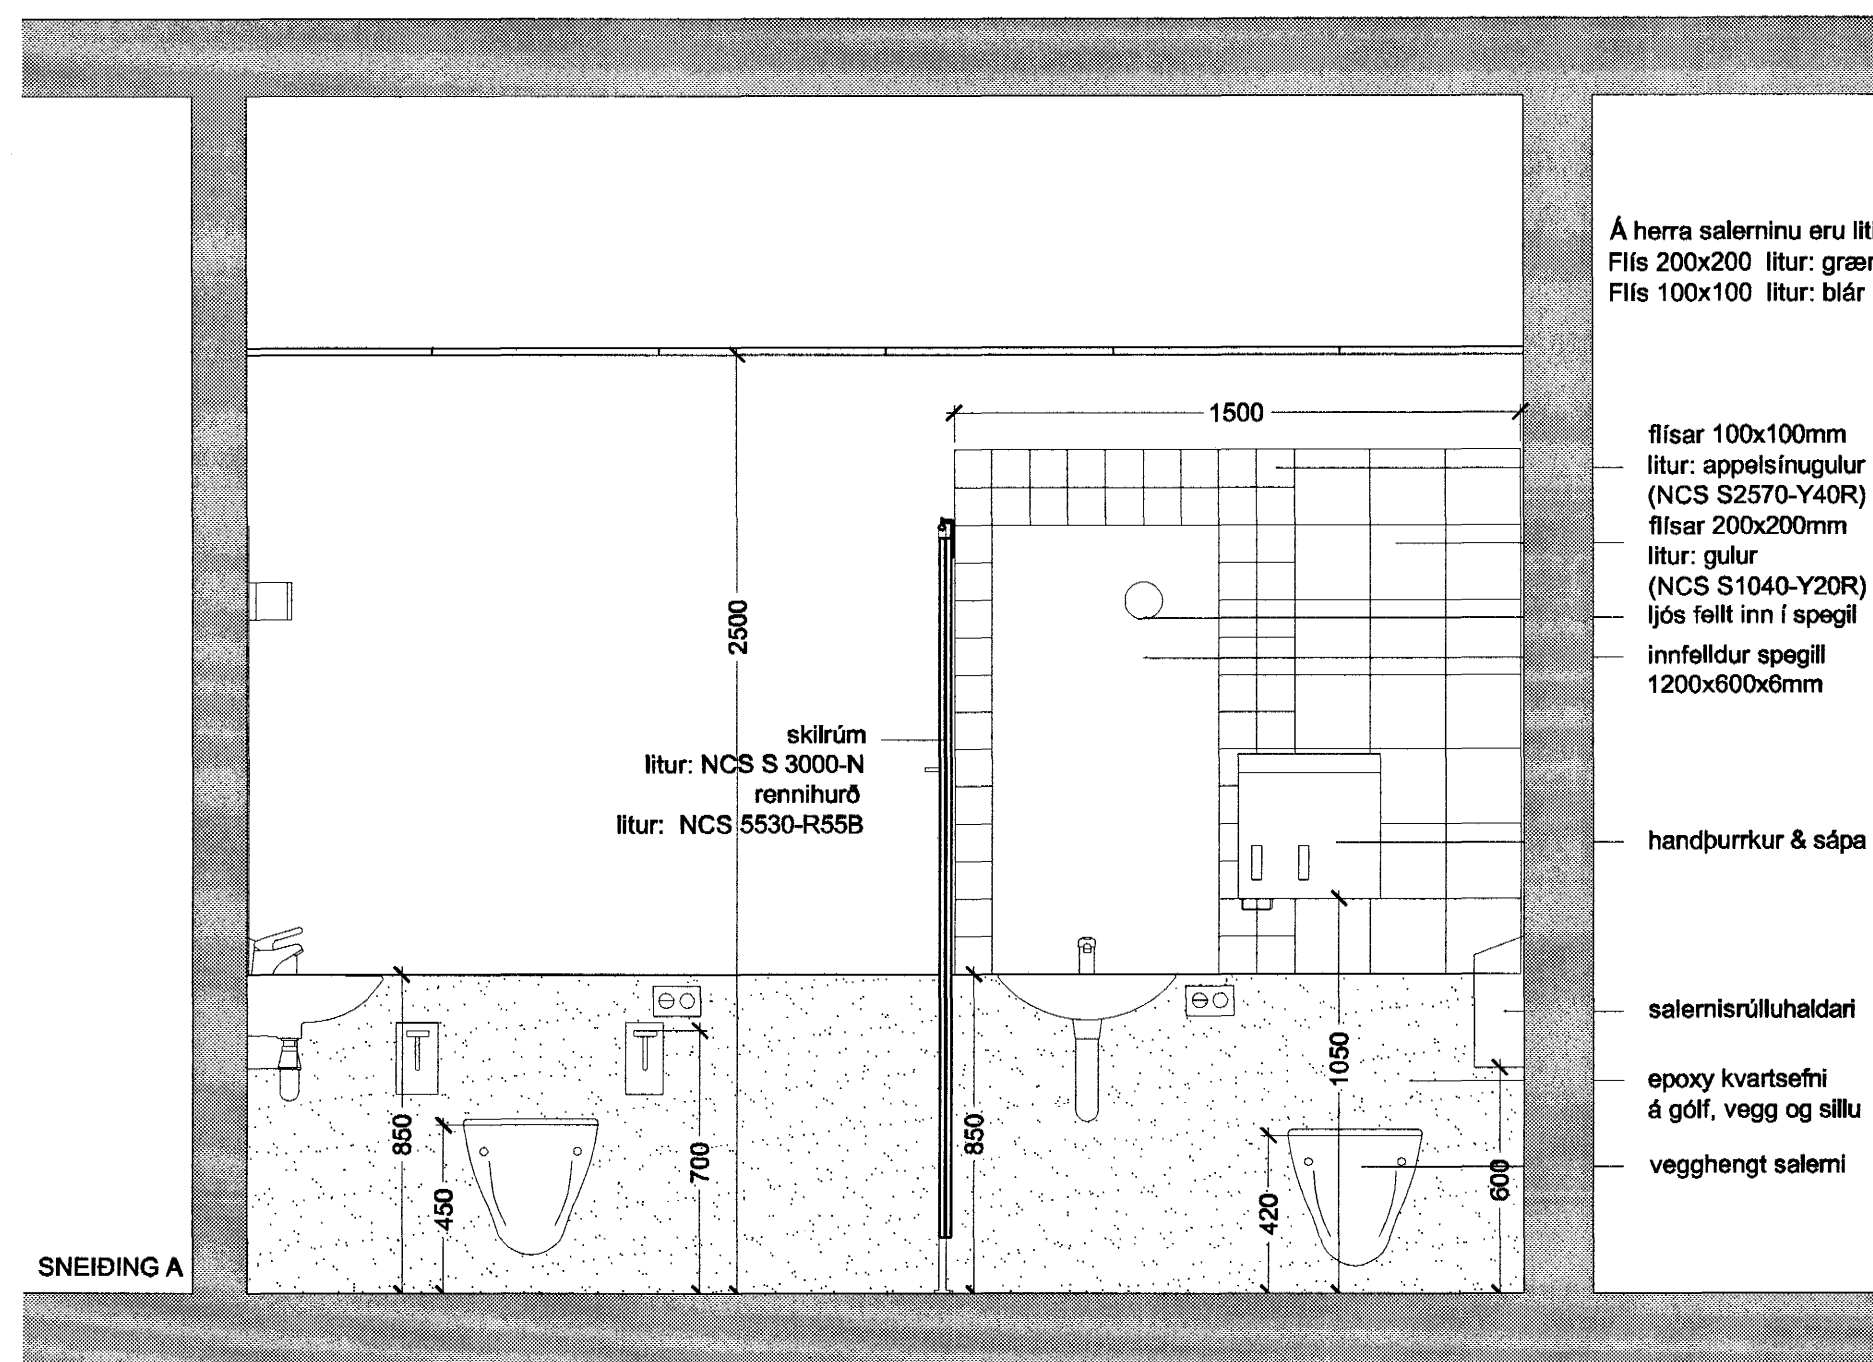 Á herra salerninu eru
Flís 200x200 litur:
Flís 100x100 litur: blár
1500
flísar 100x100mm
litur: appelsínugulur
(NCS S2570-Y40R)
flísar 200x200mm
litur: gulur
(NCS S1040-Y20R)
ljós fellt inn í spegil
innfelldur spegill
1200x600x6mm
2500
skilrúm
litur: NCS S 3000-N
rennihurð
litur: NCS 5530-R55B
handþurrkur & sápa
salernisrúlluhaldari
epoxy kvartsefni
á gólf, vegg og sillu
vegghengt salerni
850
450
700
850
420
1050
600
SNEIÐING A